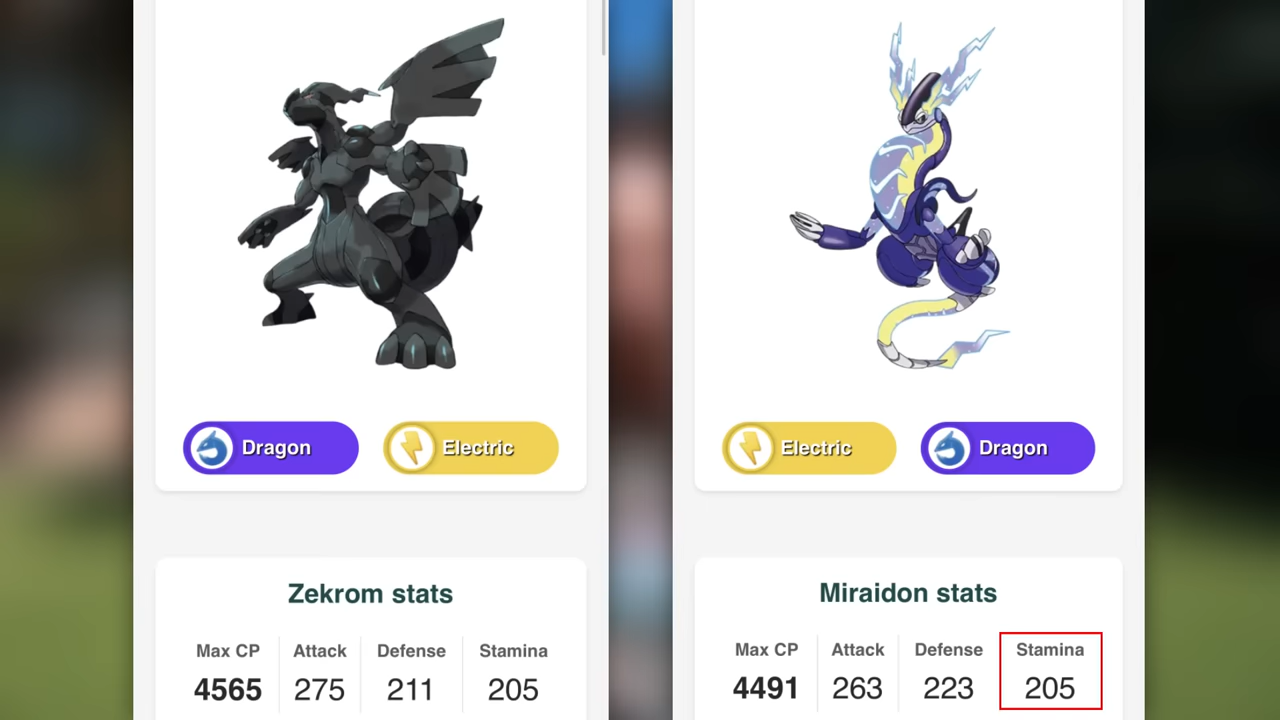 Dragon
Electric
Zekrom stats
Max CP Attack Defense Stamina
4565 275 211 205
Electric
Dragon
Miraidon stats
Max CP Attack Defense Stamina
4491 263 223 205